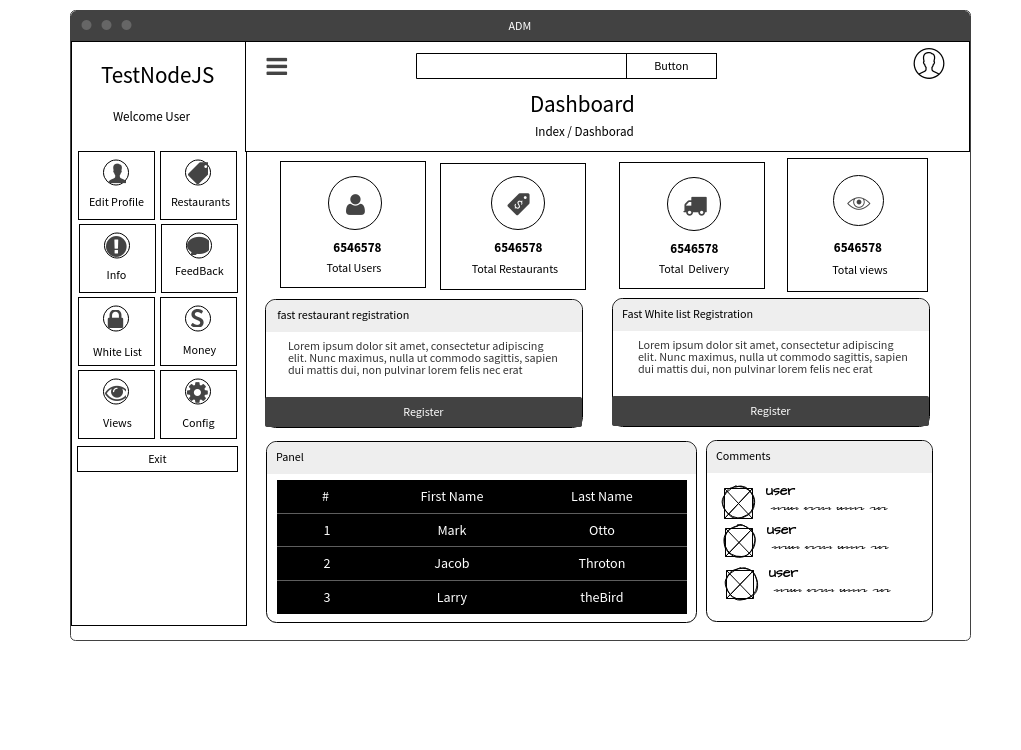 ADM
TestNodeJS
Welcome User
Button
Dashboard
Index / Dashborad
Edit Profile
Restaurants
Info
FeedBack
White List
Money
Views
Config
Exit
6546578
Total Users
6546578
Total Restaurants
6546578
Total  Delivery
6546578
Total views
fast restaurant registration
Lorem ipsum dolor sit amet, consectetur adipiscing
elit. Nunc maximus, nulla ut commodo sagittis, sapien
dui mattis dui, non pulvinar lorem felis nec erat
Register
Fast White list Registration
Lorem ipsum dolor sit amet, consectetur adipiscing
elit. Nunc maximus, nulla ut commodo sagittis, sapien
dui mattis dui, non pulvinar lorem felis nec erat
Register
Panel
# First Name Last Name
1 Mark Otto
2 Jacob Throton
3 Larry theBird
Comments
user
user
user